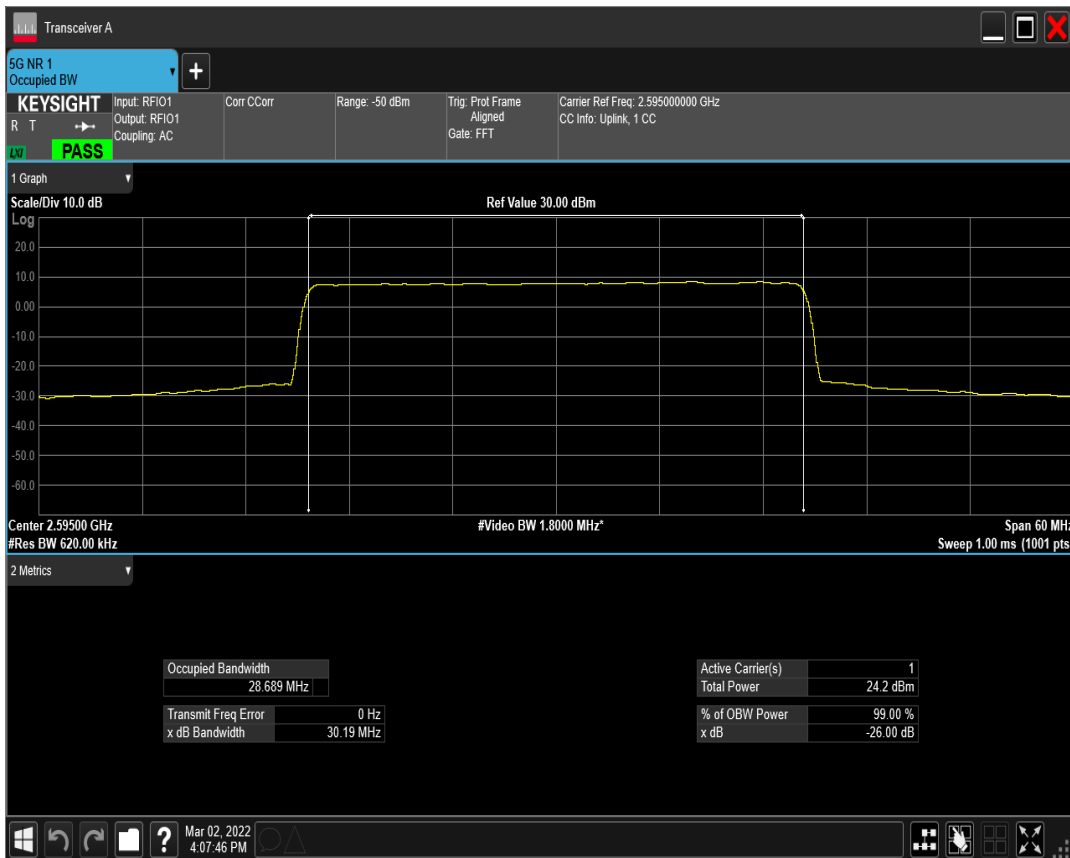 Transceiver A
5G NR 1
Occupied BW
+
KEYSIGHT
R T
LXI
PASS
Input: RFIO1
Output: RFIO1
Coupling: AC
Corr CCorr
Range: -50 dBm
Trig: Prot Frame
Aligned
Gate: FFT
Carrier Ref Freq: 2.595000000 GHz
CC Info: Uplink, 1 CC
1 Graph
Scale/Div 10.0 dB
Ref Value 30.00 dBm
Log
20.0
10.0
0.00
-10.0
-20.0
-30.0
-40.0
-50.0
-60.0
Center 2.59500 GHz
#Video BW 1.8000 MHz*
Span 60 MHz
#Res BW 620.00 kHz
Sweep 1.00 ms (1001 pts
2 Metrics
Occupied Bandwidth
28.689 MHz
Transmit Freq Error 0 Hz
x dB Bandwidth 30.19 MHz
Active Carrier(s) 1
Total Power 24.2 dBm
% of OBW Power 99.00 %
x dB -26.00 dB
?
Mar 02, 2022
4:07:46 PM